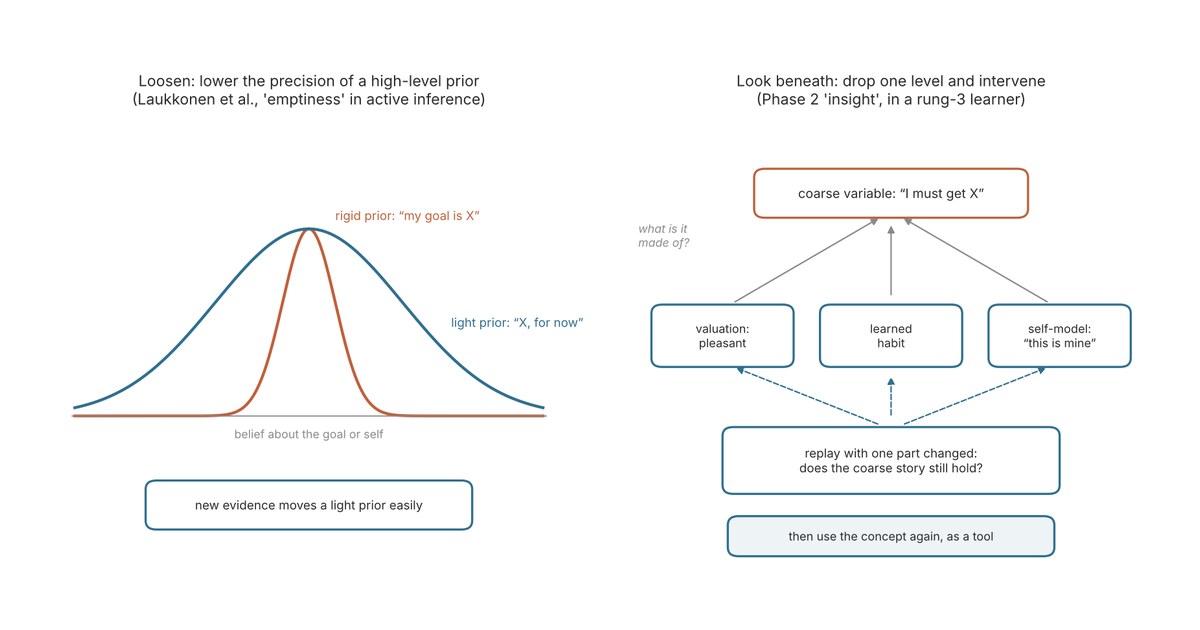 Loosen: lower the precision of a high-level prior
(Laukkonen et al., 'emptiness' in active inference)
rigid prior: “my goal is X”
light prior: “X, for now”
belief about the goal or self
new evidence moves a light prior easily
Look beneath: drop one level and intervene
(Phase 2 'insight', in a rung-3 learner)
coarse variable: “I must get X”
what is it
made of?
valuation:
pleasant
learned
habit
self-model:
“this is mine”
replay with one part changed:
does the coarse story still hold?
then use the concept again, as a tool